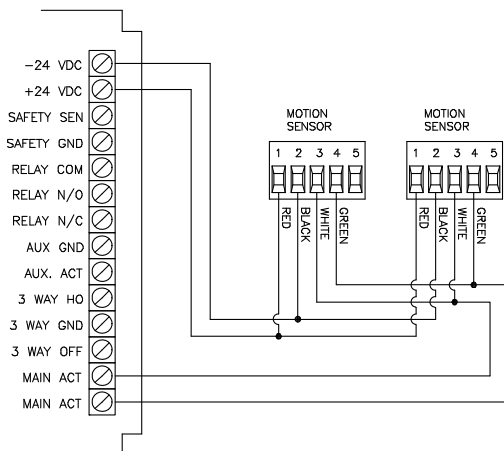 -24 VDC
+24 VDC
SAFETY SEN
SAFETY GND
RELAY COM
RELAY N/O
RELAY N/C
AUX GND
AUX. ACT
3 WAY HO
3 WAY GND
3 WAY OFF
MAIN ACT
MAIN ACT
MOTION
SENSOR
1 2 3 4 5
RED
BLACK
WHITE
GREEN
MOTION
SENSOR
1 2 3 4 5
RED
BLACK
WHITE
GREEN